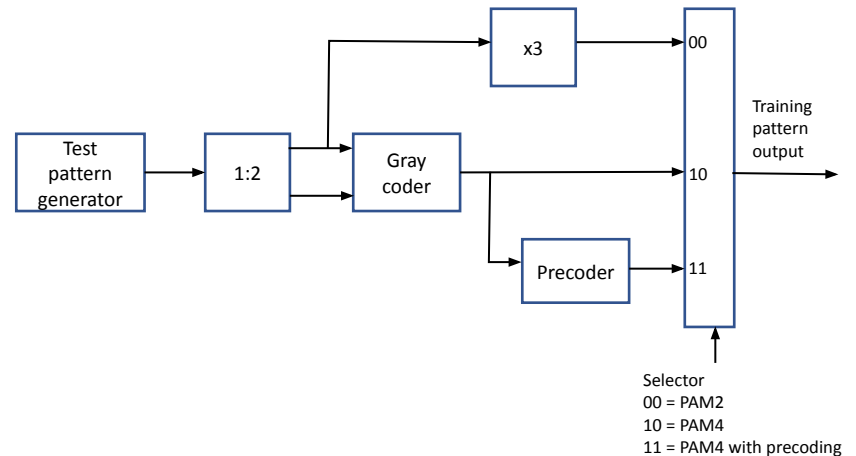 x3
00
Training
pattern
output
Test
pattern
generator
1:2
Gray
coder
10
Precoder
11
Selector
00 = PAM2
10 = PAM4
11 = PAM4 with precoding